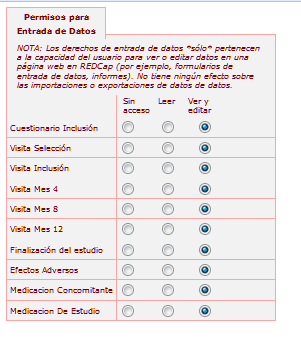 Permisos para
Entrada de Datos
NOTA: Los derechos de entrada de datos *sólo* pertenecen
a la capacidad del usuario para ver o editar datos en una
página web en REDCap (por ejemplo, formularios de
entrada de datos, informes). No tiene ningún efecto sobre
las importaciones o exportaciones de datos de datos.
Sin acceso Leer Ver y editar
Cuestionario Inclusión
Visita Selección
Visita Inclusión
Visita Mes 4
Visita Mes 8
Visita Mes 12
Finalización del estudio
Efectos Adversos
Medicacion Concomitante
Medicacion De Estudio